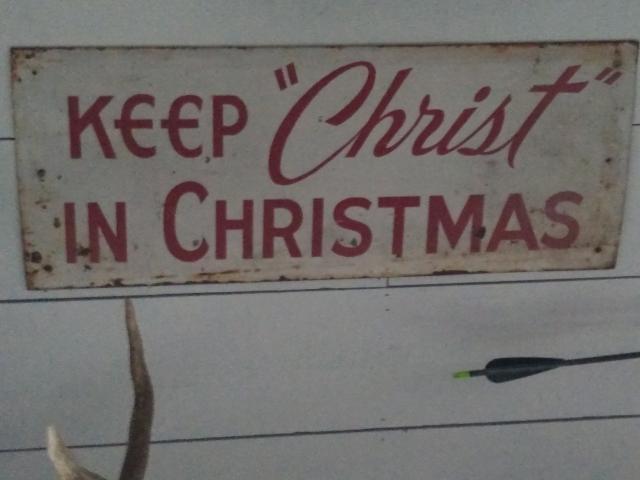 KEEP "Christ"
IN CHRISTMAS